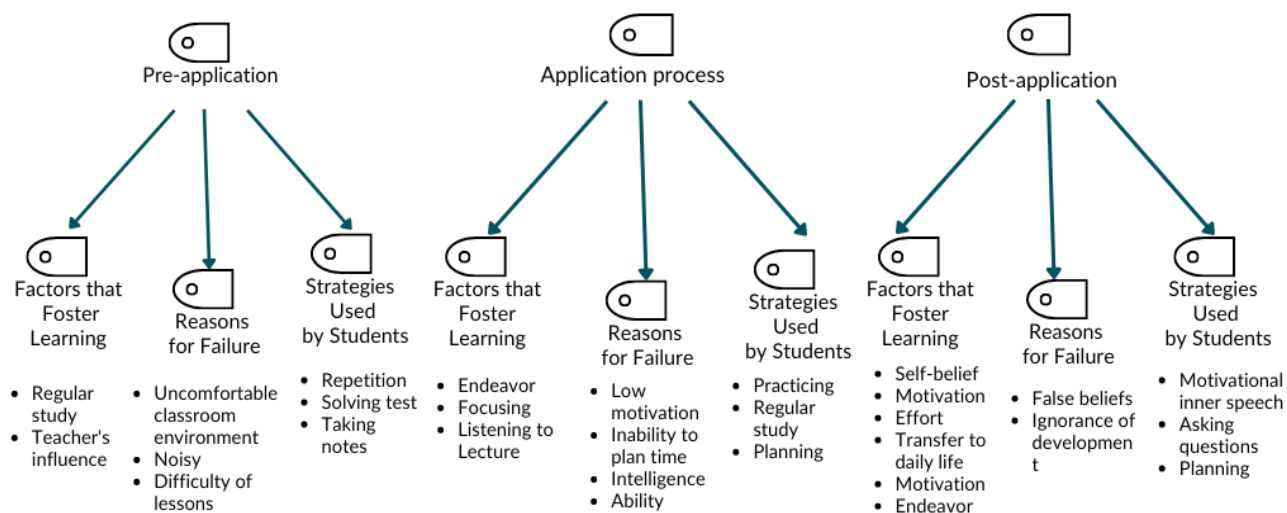 Pre-application
Factors that
Foster
Learning
• Regular
study
• Teacher's
influence
Reasons
for Failure
• Uncomfortable
classroom
environment
• Noisy
• Difficulty of
lessons
Strategies
Used
by Students
• Repetition
• Solving test
• Taking
notes
Application process
Factors that
Foster
Learning
• Endeavor
• Focusing
• Listening to
Lecture
Reasons
for Failure
• Low
motivation
• Inability to
plan time
• Intelligence
• Ability
Strategies
Used
by Students
• Practicing
• Regular
study
• Planning
Post-application
Factors that
Foster
Learning
• Self-belief
• Motivation
• Effort
• Transfer to
daily life
• Motivation
• Endeavor
Reasons
for Failure
• False beliefs
• Ignorance of
developmen
t
Strategies
Used
by Students
• Motivational
inner speech
• Asking
questions
• Planning